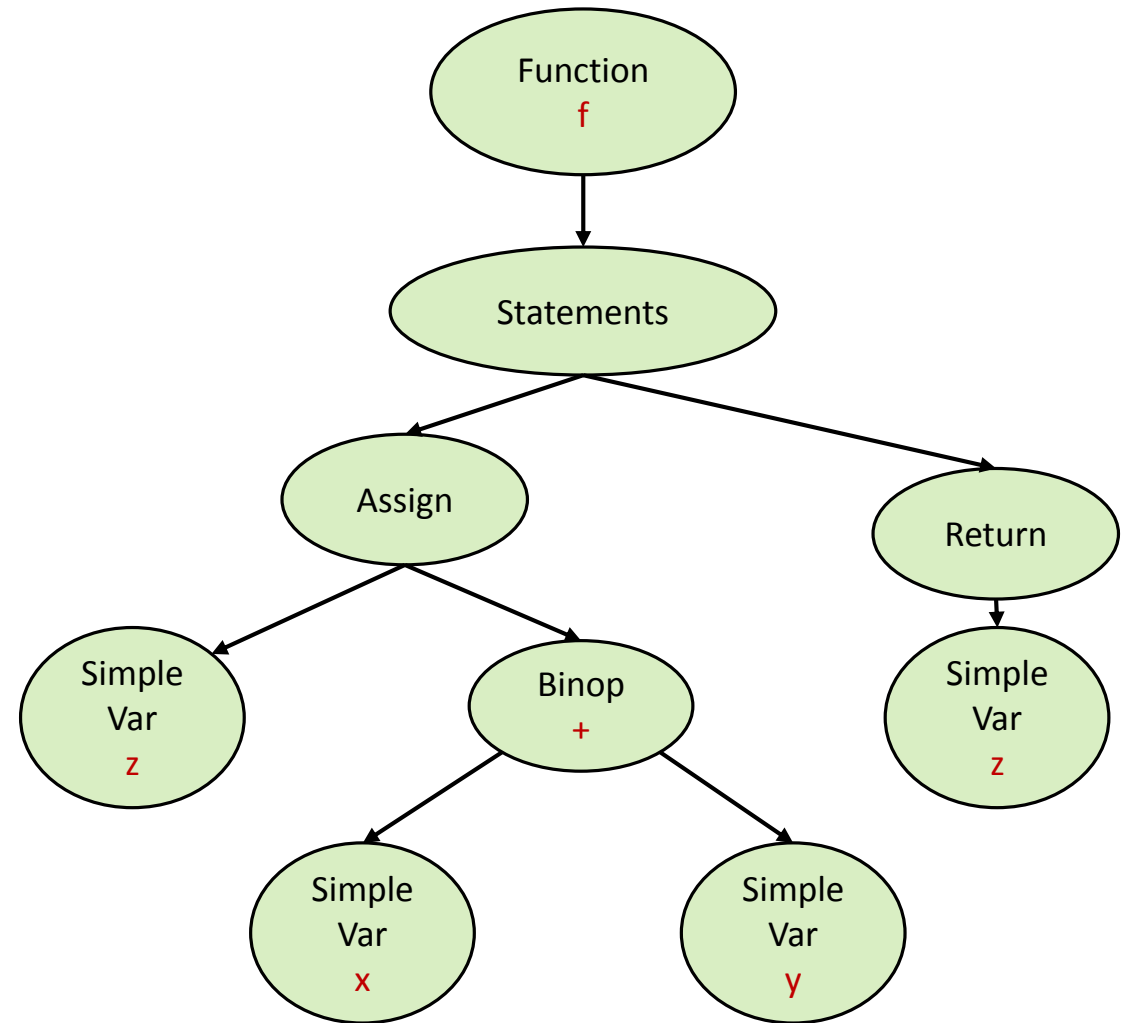 Function
f
Statements
Assign
Return
Simple
Var
z
Binop
+
Simple
Var
z
Simple
Var
x
Simple
Var
y